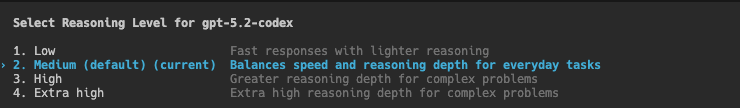 Select Reasoning Level for gpt-5.2-codex
1. Low Fast responses with lighter reasoning
› 2. Medium (default) (current) Balances speed and reasoning depth for everyday tasks
3. High Greater reasoning depth for complex problems
4. Extra high Extra high reasoning depth for complex problems